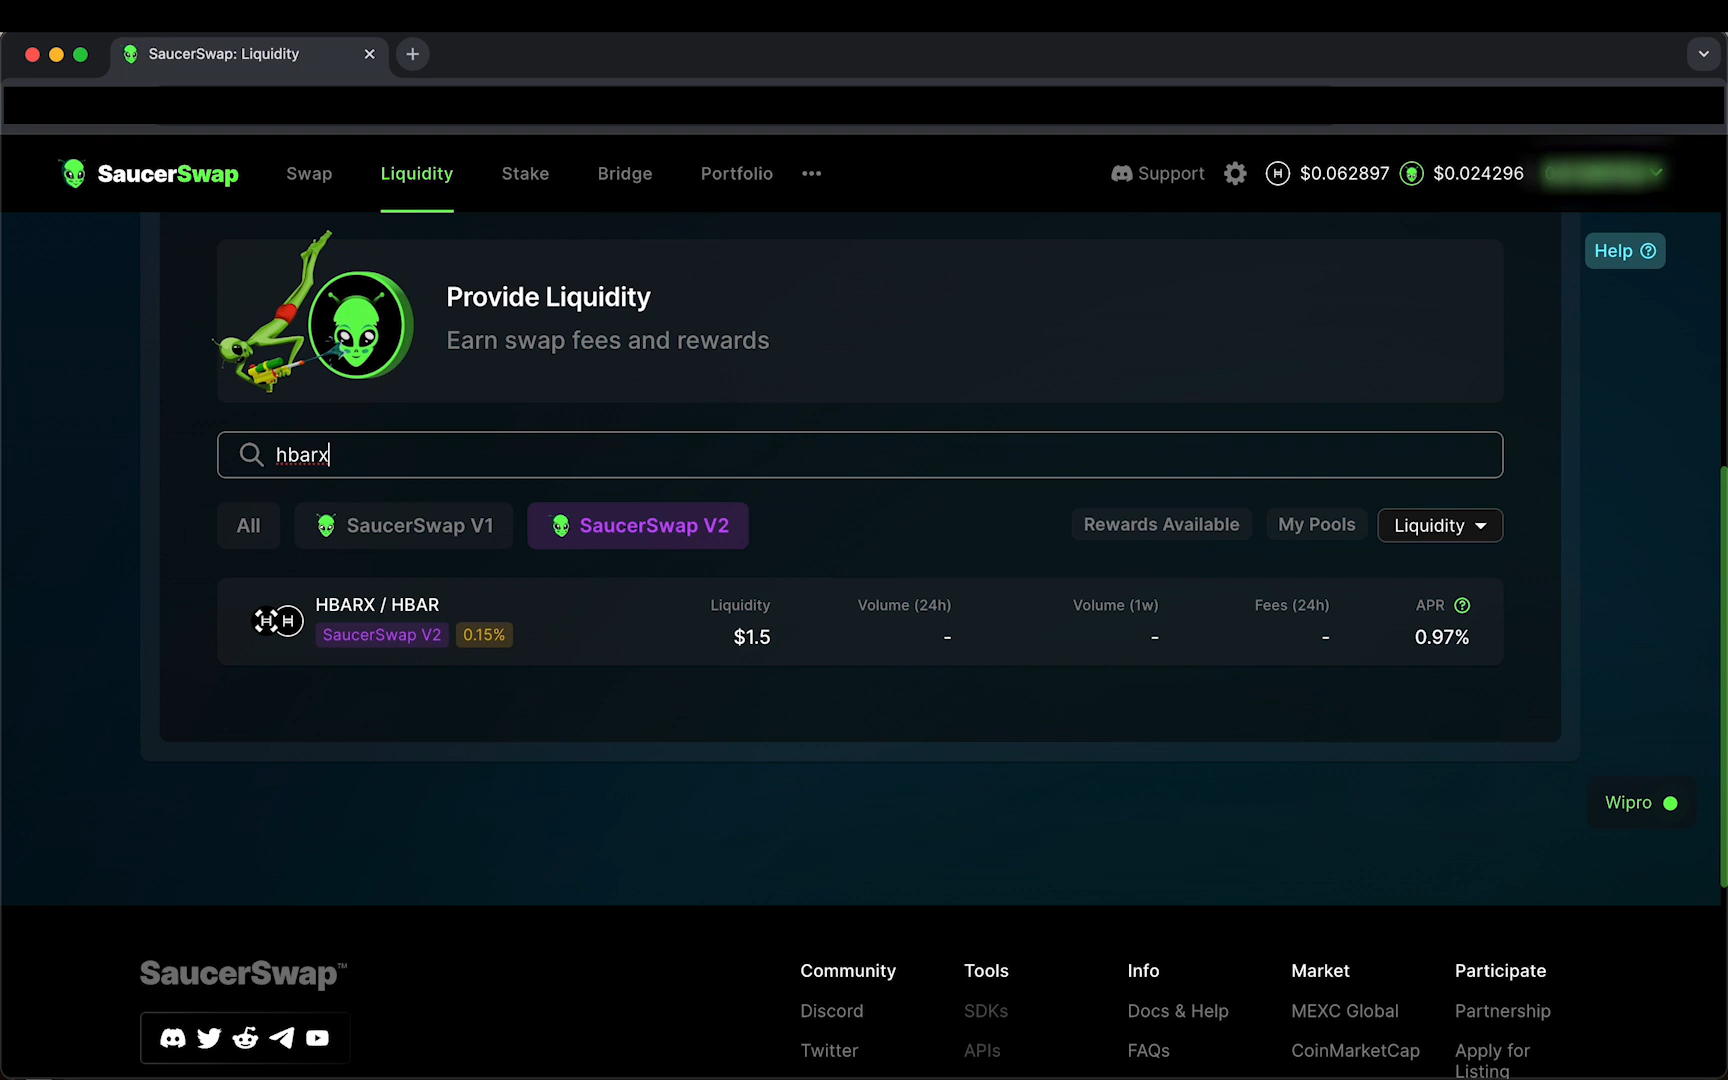 SaucerSwap: Liquidity
SaucerSwap
Swap
Liquidity
Stake
Bridge
Portfolio
Support
$0.062897
$0.024296
Help
Provide Liquidity
Earn swap fees and rewards
hbarx
All
SaucerSwap V1
SaucerSwap V2
Rewards Available
My Pools
Liquidity
HBARX / HBAR
SaucerSwap V2
0.15%
Liquidity
$1.5
Volume (24h)
-
Volume (1w)
-
Fees (24h)
-
APR
0.97%
Wipro
SaucerSwap™
Community
Discord
Twitter
Tools
SDKs
APIs
Info
Docs & Help
FAQs
Market
MEXC Global
CoinMarketCap
Participate
Partnership
Apply for
Listing